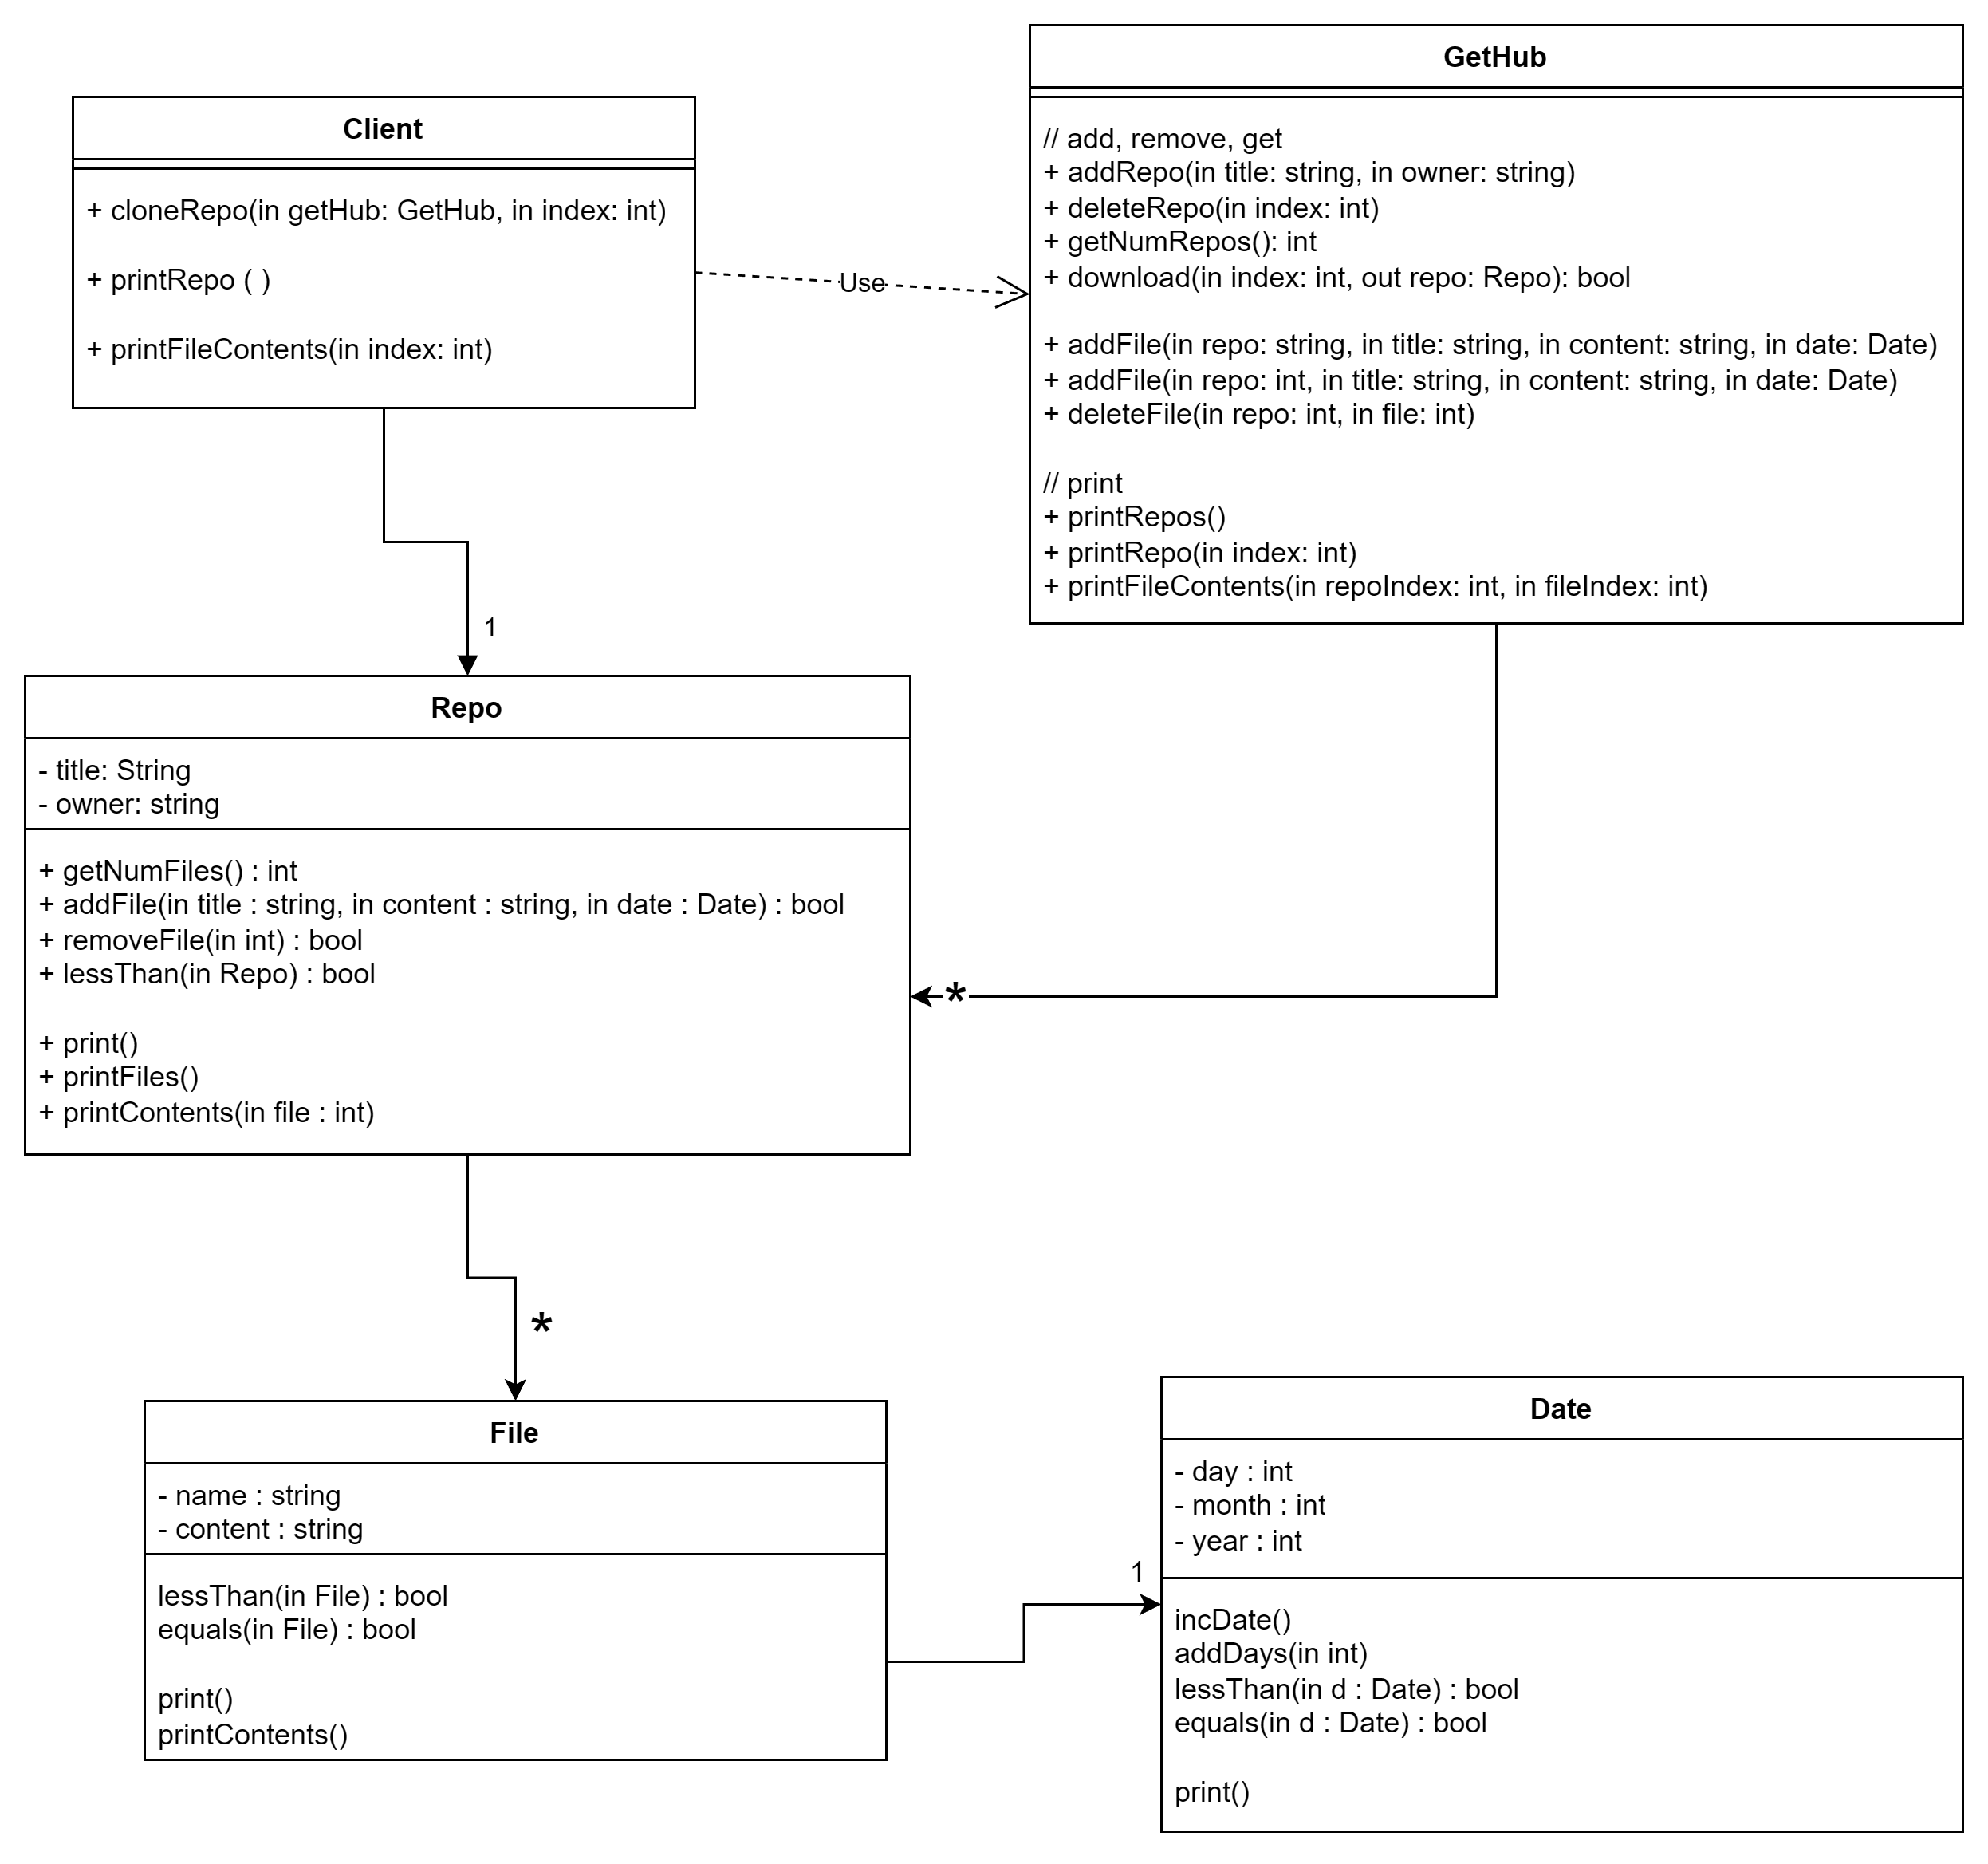 Client
+ cloneRepo(in getHub: GetHub, in index: int)
+ printRepo ( )
+ printFileContents(in index: int)
Use
GetHub
// add, remove, get
+ addRepo(in title: string, in owner: string)
+ deleteRepo(in index: int)
+ getNumRepos(): int
+ download(in index: int, out repo: Repo): bool
+ addFile(in repo: string, in title: string, in content: string, in date: Date)
+ addFile(in repo: int, in title: string, in content: string, in date: Date)
+ deleteFile(in repo: int, in file: int)
// print
+ printRepos()
+ printRepo(in index: int)
+ printFileContents(in repoIndex: int, in fileIndex: int)
1
Repo
- title: String
- owner: string
+ getNumFiles() : int
+ addFile(in title : string, in content : string, in date : Date) : bool
+ removeFile(in int) : bool
+ lessThan(in Repo) : bool
+ print()
+ printFiles()
+ printContents(in file : int)
*
*
File
- name : string
- content : string
lessThan(in File) : bool
equals(in File) : bool
print()
printContents()
1
Date
- day : int
- month : int
- year : int
incDate()
addDays(in int)
lessThan(in d : Date) : bool
equals(in d : Date) : bool
print()